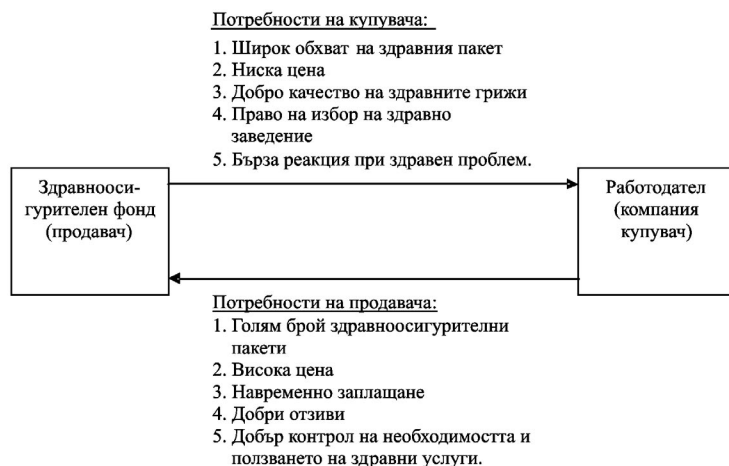 Потребности на купувача:
1. Широк обхват на здравния пакет
2. Ниска цена
3. Добро качество на здравните грижи
4. Право на избор на здравно
заведение
5. Бърза реакция при здравен проблем.
Здравнооси-
гурителен фонд
(продавач)
Работодател
(компания
купувач)
Потребности на продавача:
1. Голям брой здравноосигурителни
пакети
2. Висока цена
3. Навременно заплащане
4. Добри отзиви
5. Добър контрол на необходимостта и
ползването на здравни услуги.